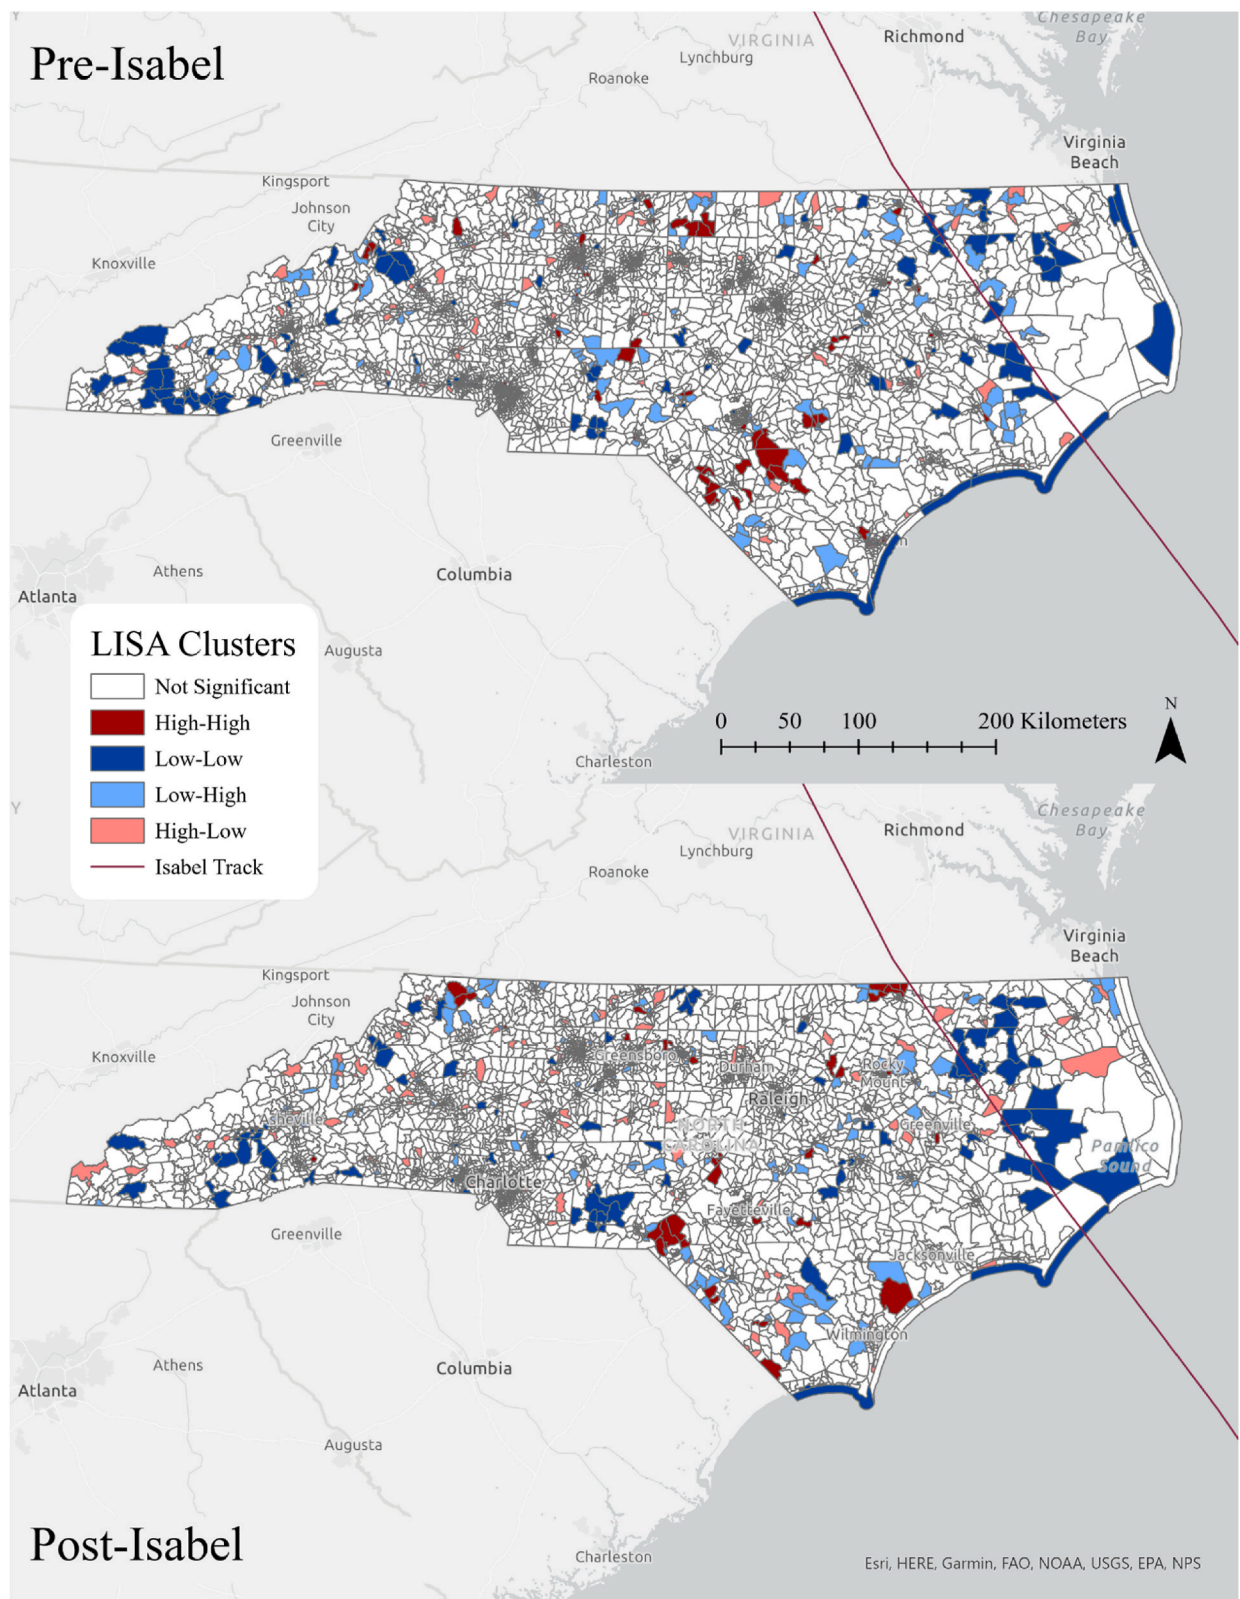 Pre-Isabel
Y
VIRGINIA
Richmond
Chesapeake
Bay
Lynchburg
Roanoke
Virginia
Beach
Kingsport
Johnson
City
Knoxville
Greenville
Athens
Columbia
Atlanta
Augusta
Charleston
LISA Clusters
Not Significant
High-High
Low-Low
Low-High
High-Low
Isabel Track
0 50 100 200 Kilometers
N
Y
VIRGINIA
Richmond
Chesapeake
Bay
Lynchburg
Roanoke
Virginia
Beach
Kingsport
Johnson
City
Knoxville
Greensboro
Durham
Rocky
Mount
Raleigh
Asheville
NORTH
CAROLINA
Greenville
Pamlico
Sound
Charlotte
Fayetteville
Greenville
Jacksonville
Wilmington
Athens
Columbia
Atlanta
Augusta
Post-Isabel
Charleston
Esri, HERE, Garmin, FAO, NOAA, USGS, EPA, NPS